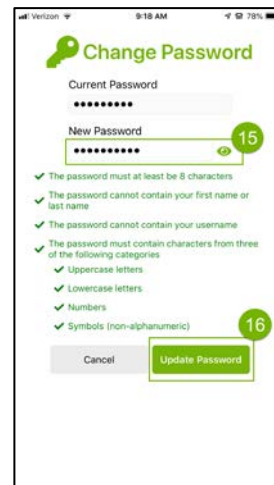 Verizon 9:18 AM 78%
Change Password
Current Password
•••••••••
New Password
••••••••••
15
The password must at least be 8 characters
The password cannot contain your first name or
last name
The password cannot contain your username
The password must contain characters from three
of the following categories
Uppercase letters
Lowercase letters
Numbers
Symbols (non-alphanumeric)
16
Cancel Update Password